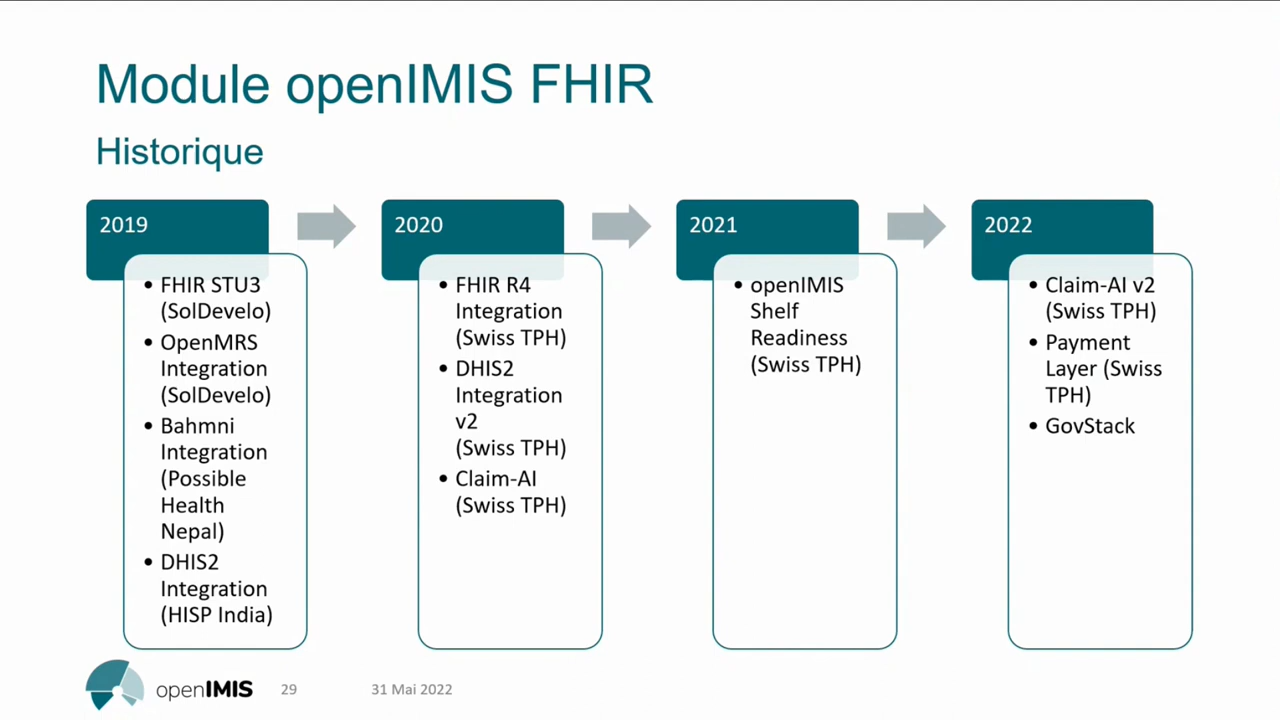 Module openIMIS FHIR
Historique
2019
• FHIR STU3
(SolDevelo)
• OpenMRS
Integration
(SolDevelo)
• Bahmni
Integration
(Possible
Health
Nepal)
• DHIS2
Integration
(HISP India)
2020
• FHIR R4
Integration
(Swiss TPH)
• DHIS2
Integration
v2
(Swiss TPH)
• Claim-AI
(Swiss TPH)
2021
• openIMIS
Shelf
Readiness
(Swiss TPH)
2022
• Claim-AI v2
(Swiss TPH)
• Payment
Layer (Swiss
TPH)
• GovStack
openIMIS
29
31 Mai 2022